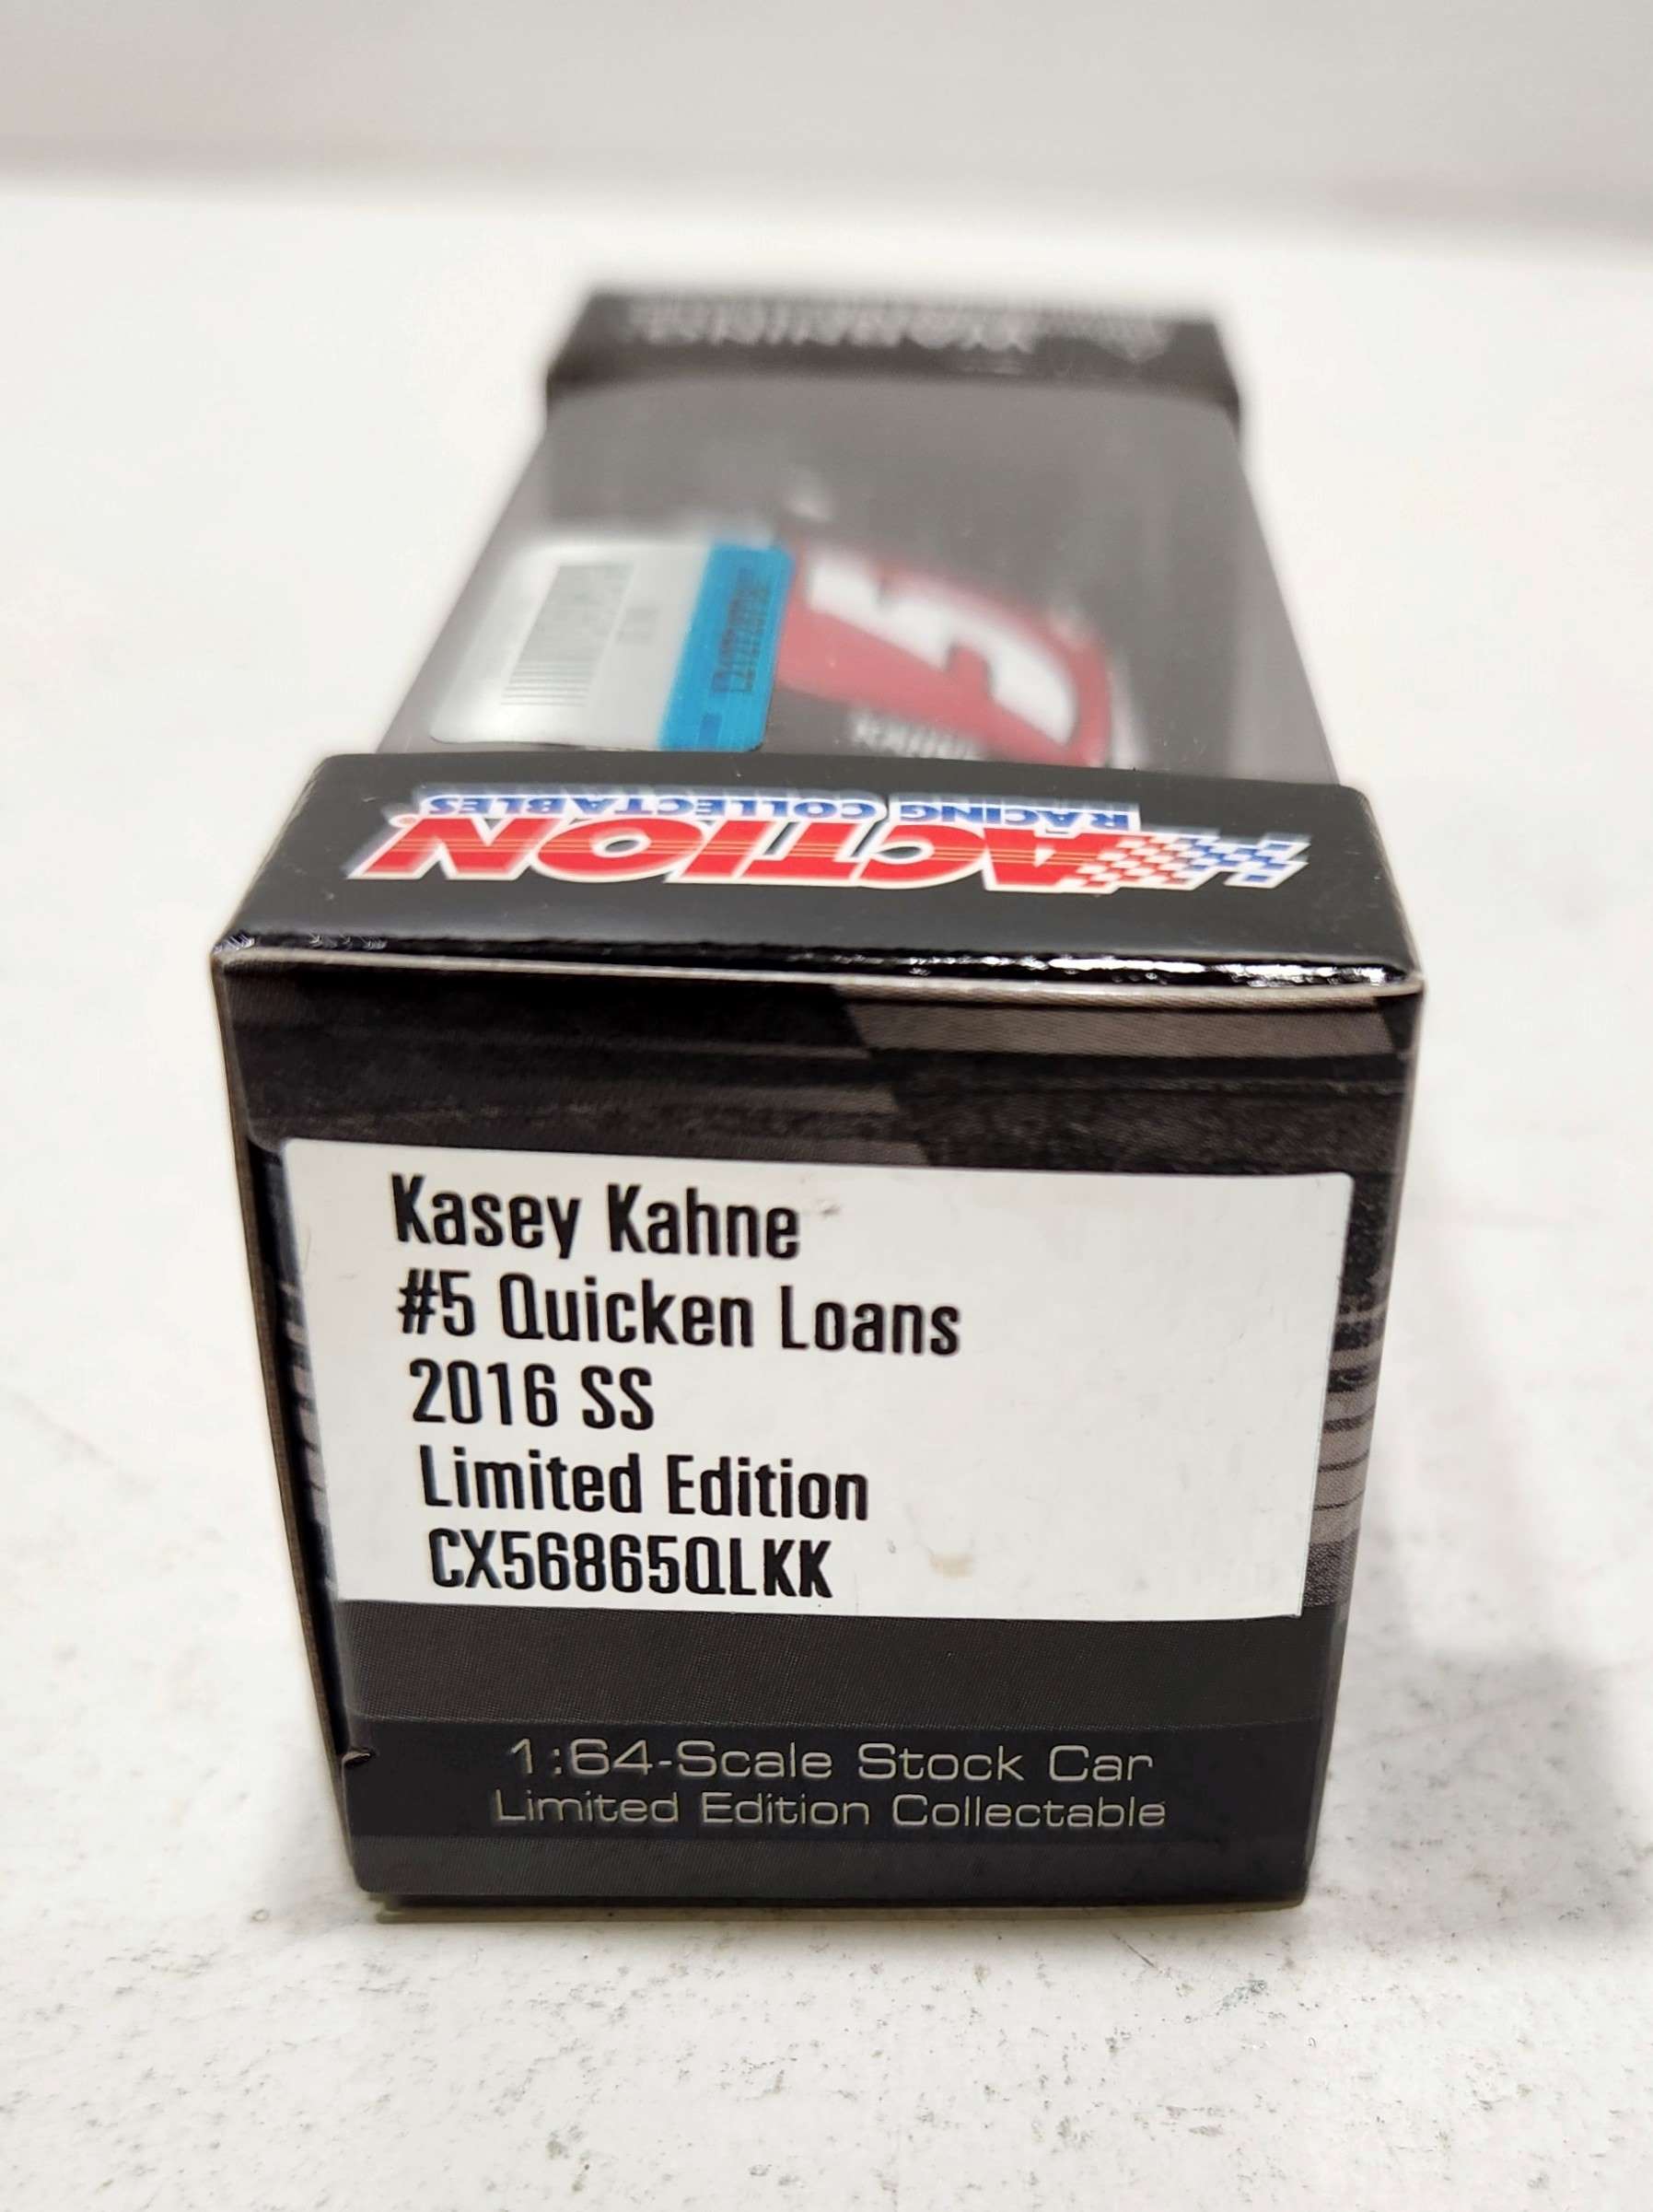 WARNING:
ACTION
RACING COLLECTABLES
Kasey Kahne
#5 Quicken Loans
2016 SS
Limited Edition
CX56865QLKK
1:64-Scale Stock Car
Limited Edition Collectable